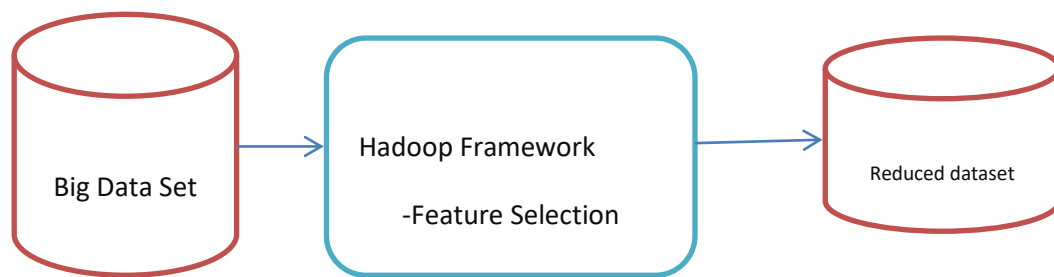 Big Data Set
Hadoop Framework
-Feature Selection
Reduced dataset